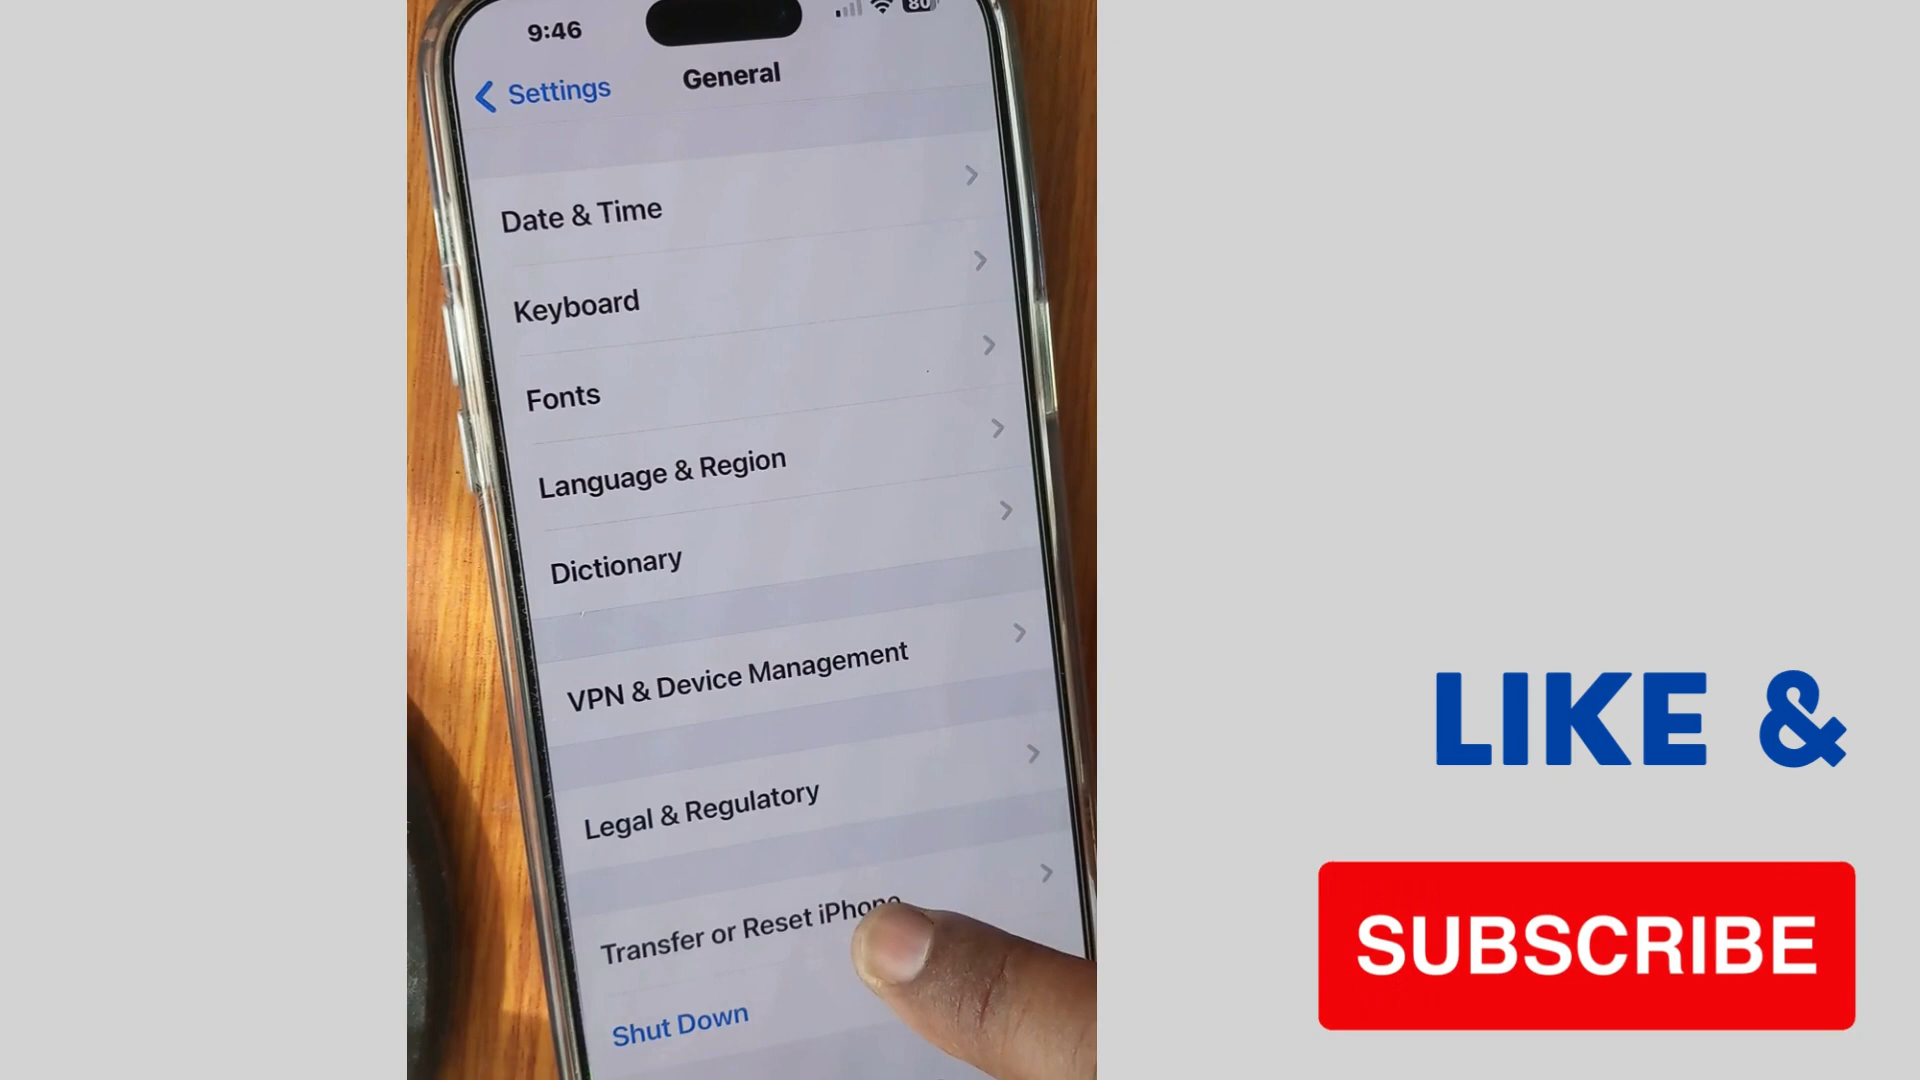 9:46
80
Settings
General
Date & Time
Keyboard
Fonts
Language & Region
Dictionary
VPN & Device Management
Legal & Regulatory
Transfer or Reset iPhone
Shut Down
LIKE &
SUBSCRIBE